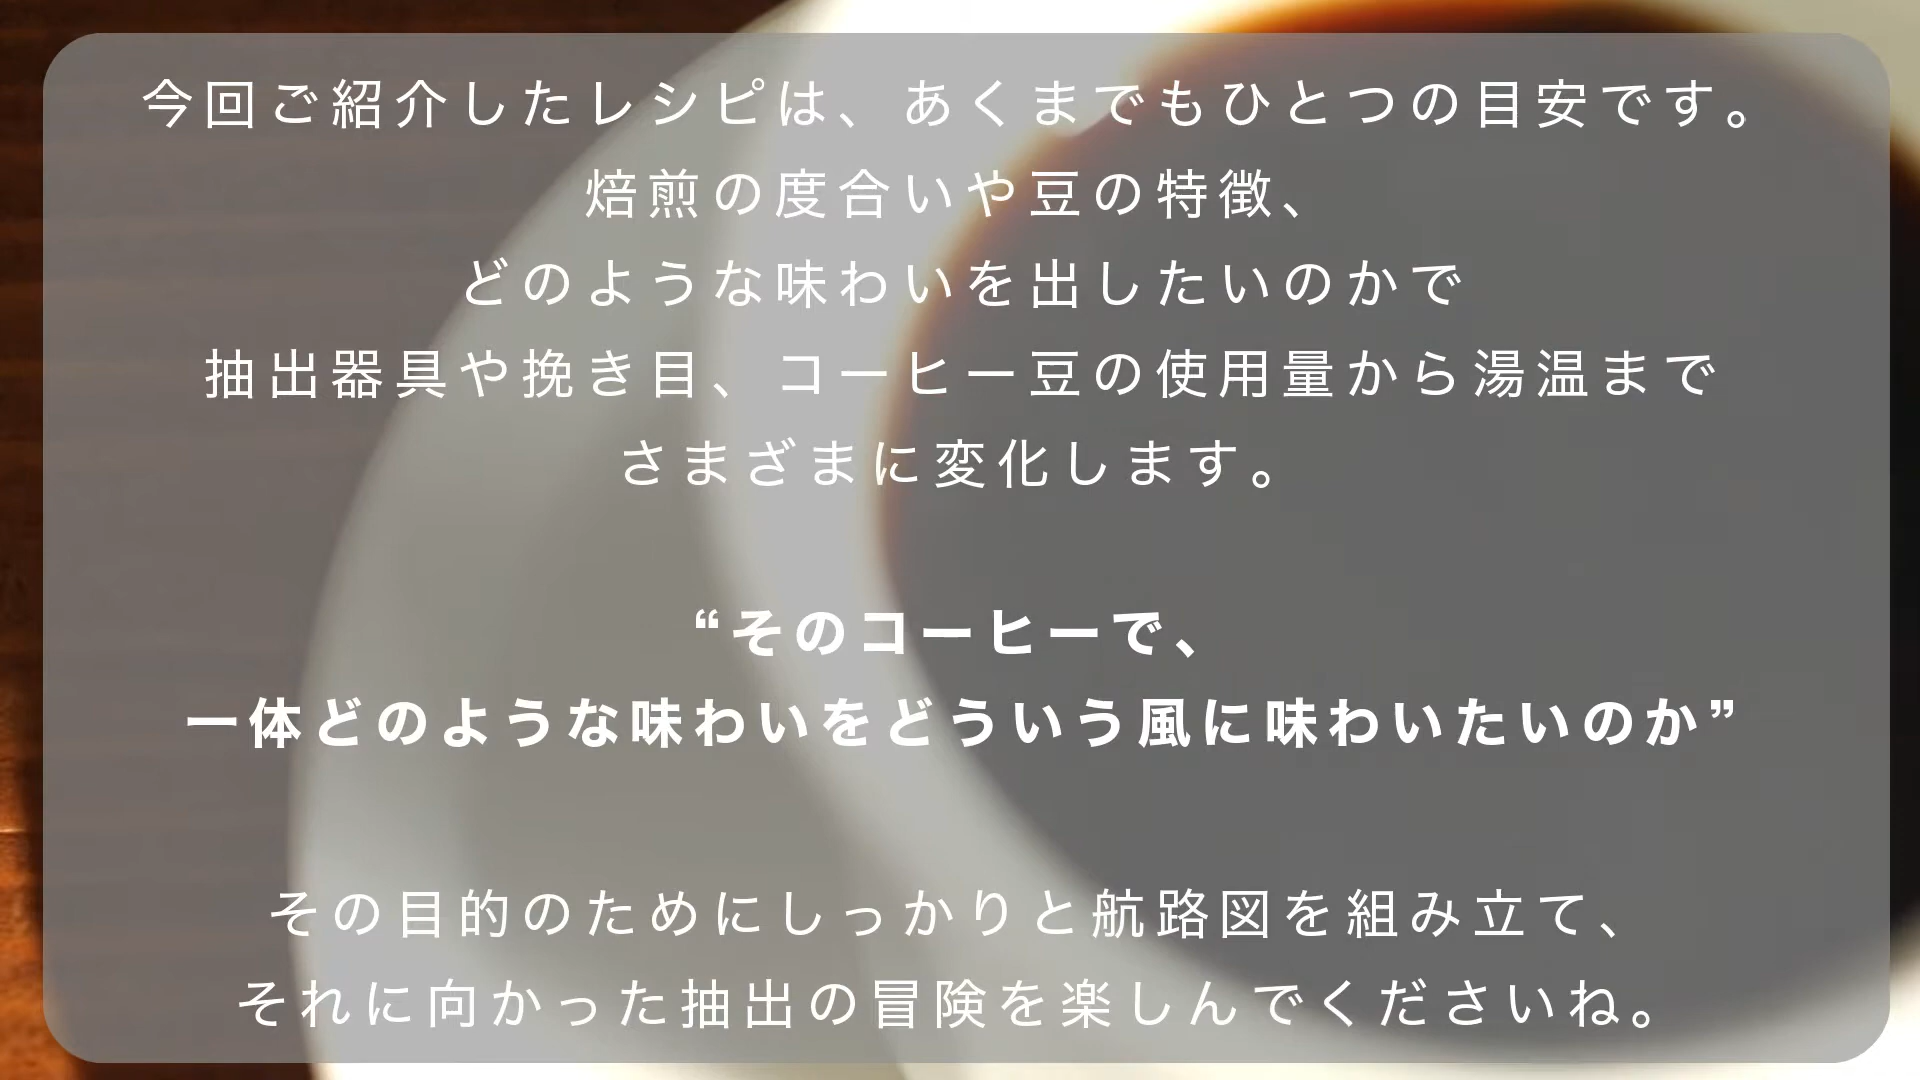 今回ご紹介したレシピは、あくまでもひとつの目安です。
焙煎の度合いや豆の特徴、
どのような味わいを出したいのかで
抽出器具や挽き目、コーヒー豆の使用量から湯温まで
さまざまに変化します。
“そのコーヒーで、
一体どのような味わいをどういう風に味わいたいのか”
その目的のためにしっかりと航路図を組み立て、
それに向かった抽出の冒険を楽しんでくださいね。